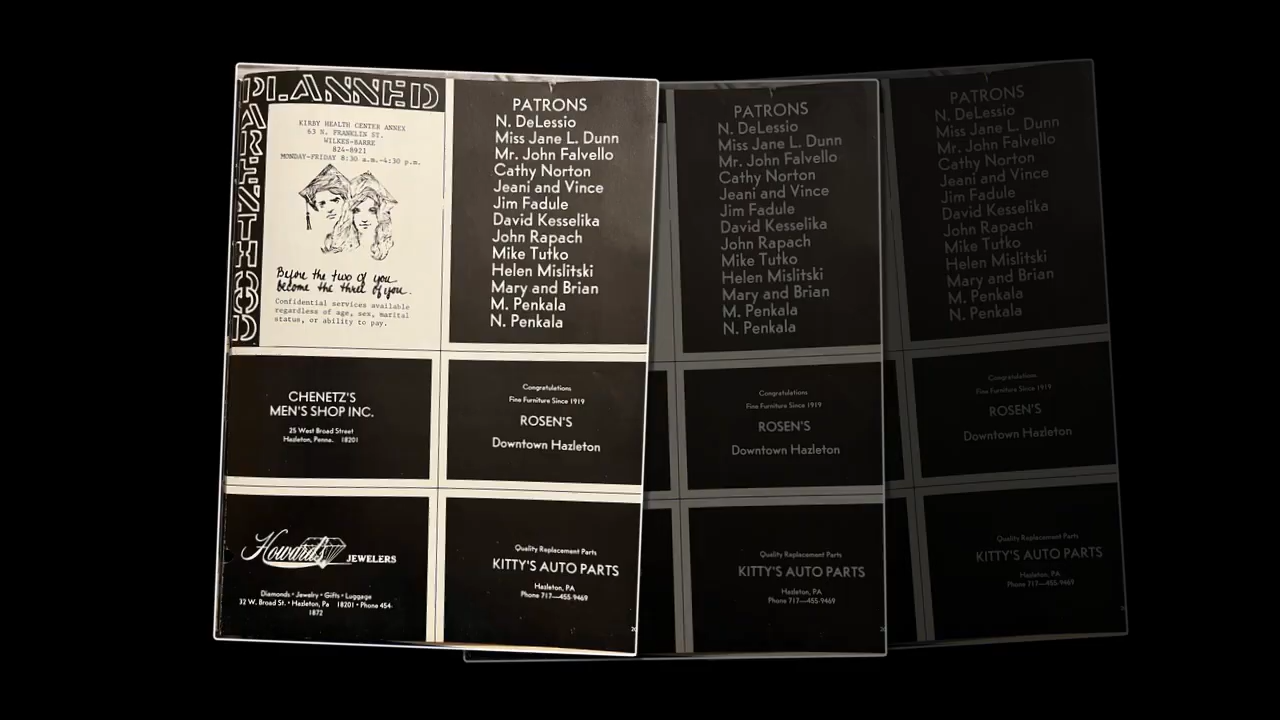 PLANNED
PARENTHOOD
KIRBY HEALTH CENTER ANNEX
63 N. FRANKLIN ST.
WILKES-BARRE
824-8921
MONDAY-FRIDAY 8:30 a.m.-4:30 p.m.
Before the two of you
become the three of you.
Confidential services available
regardless of age, sex, marital
status, or ability to pay.
PATRONS
N. DeLessio
Miss Jane L. Dunn
Mr. John Falvello
Cathy Norton
Jeani and Vince
Jim Fadule
David Kesselika
John Rapach
Mike Tutko
Helen Mislitski
Mary and Brian
M. Penkala
N. Penkala
CHENETZ'S
MEN'S SHOP INC.
25 West Broad Street
Hazleton, Penna. 18201
Congratulations
Fine Furniture Since 1919
ROSEN'S
Downtown Hazleton
Howard's JEWELERS
Diamonds • Jewelry • Gifts • Luggage
32 W. Broad St. • Hazleton, Pa 18201 • Phone 454-
1872
Quality Replacement Parts
KITTY'S AUTO PARTS
Hazleton, PA
Phone 717—455-9469
PATRONS
N. DeLessio
Miss Jane L. Dunn
Mr. John Falvello
Cathy Norton
Jeani and Vince
Jim Fadule
David Kesselika
John Rapach
Mike Tutko
Helen Mislitski
Mary and Brian
M. Penkala
N. Penkala
Congratulations
Fine Furniture Since 1919
ROSEN'S
Downtown Hazleton
Quality Replacement Parts
KITTY'S AUTO PARTS
Hazleton, PA
Phone 717—455-9469
PATRONS
N. DeLessio
Miss Jane L. Dunn
Mr. John Falvello
Cathy Norton
Jeani and Vince
Jim Fadule
David Kesselika
John Rapach
Mike Tutko
Helen Mislitski
Mary and Brian
M. Penkala
N. Penkala
Congratulations
Fine Furniture Since 1919
ROSEN'S
Downtown Hazleton
Quality Replacement Parts
KITTY'S AUTO PARTS
Hazleton, PA
Phone 717—455-9469